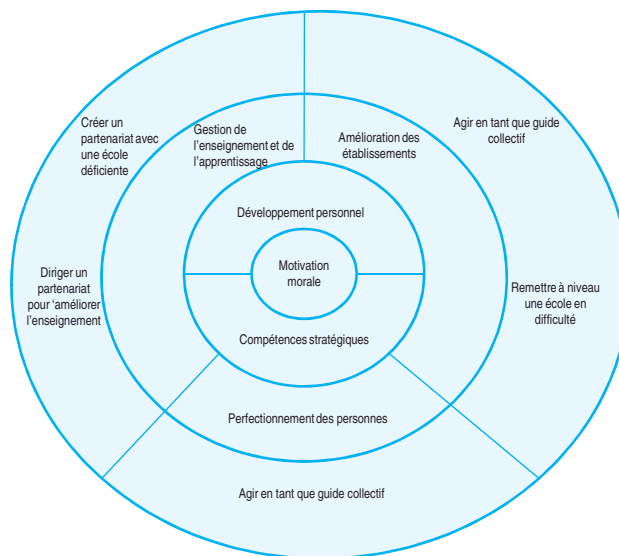 Créer un
partenariat avec
une école
déficiente
Gestion de
l'enseignement et de
l'apprentissage
Amélioration des
établissements
Agir en tant que guide
collectif
Développement personnel
Motivation
morale
Diriger un
partenariat
pour 'améliorer
l'enseignement
Remettre à niveau
une école en
difficulté
Compétences stratégiques
Perfectionnement des personnes
Agir en tant que guide collectif